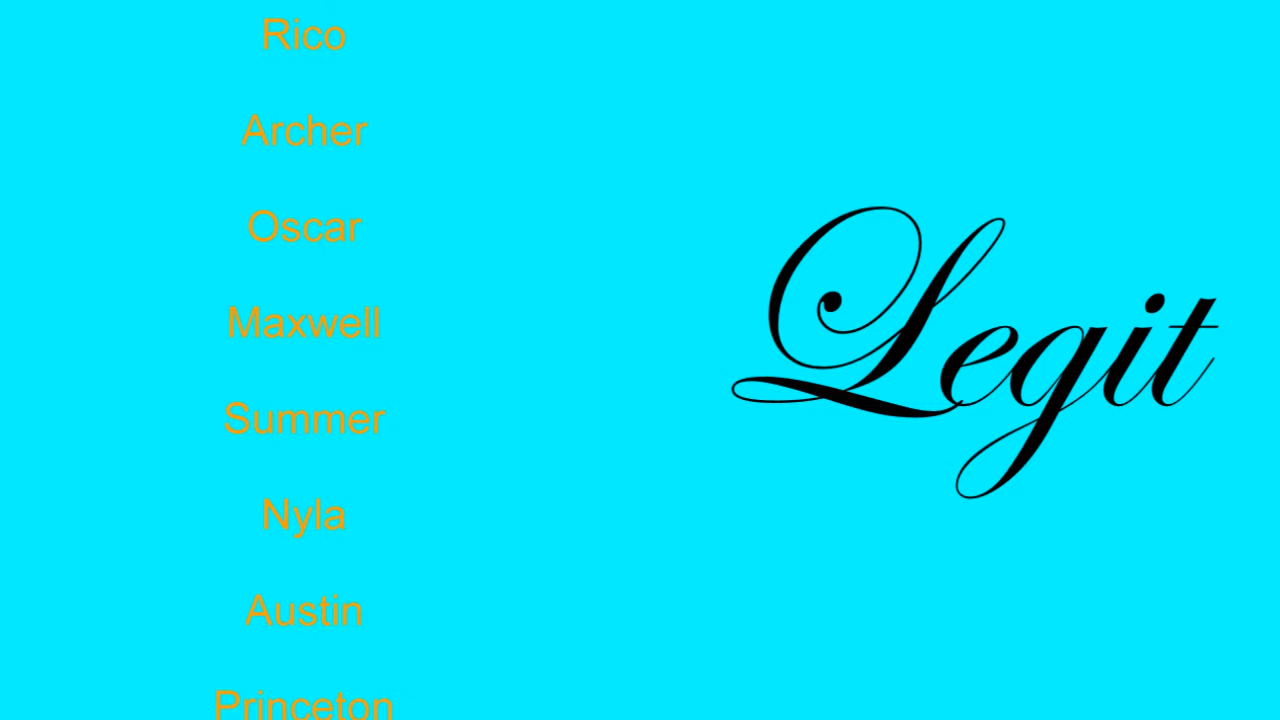 Rico
Archer
Oscar
Maxwell
Summer
Nyla
Austin
Princeton
Legit